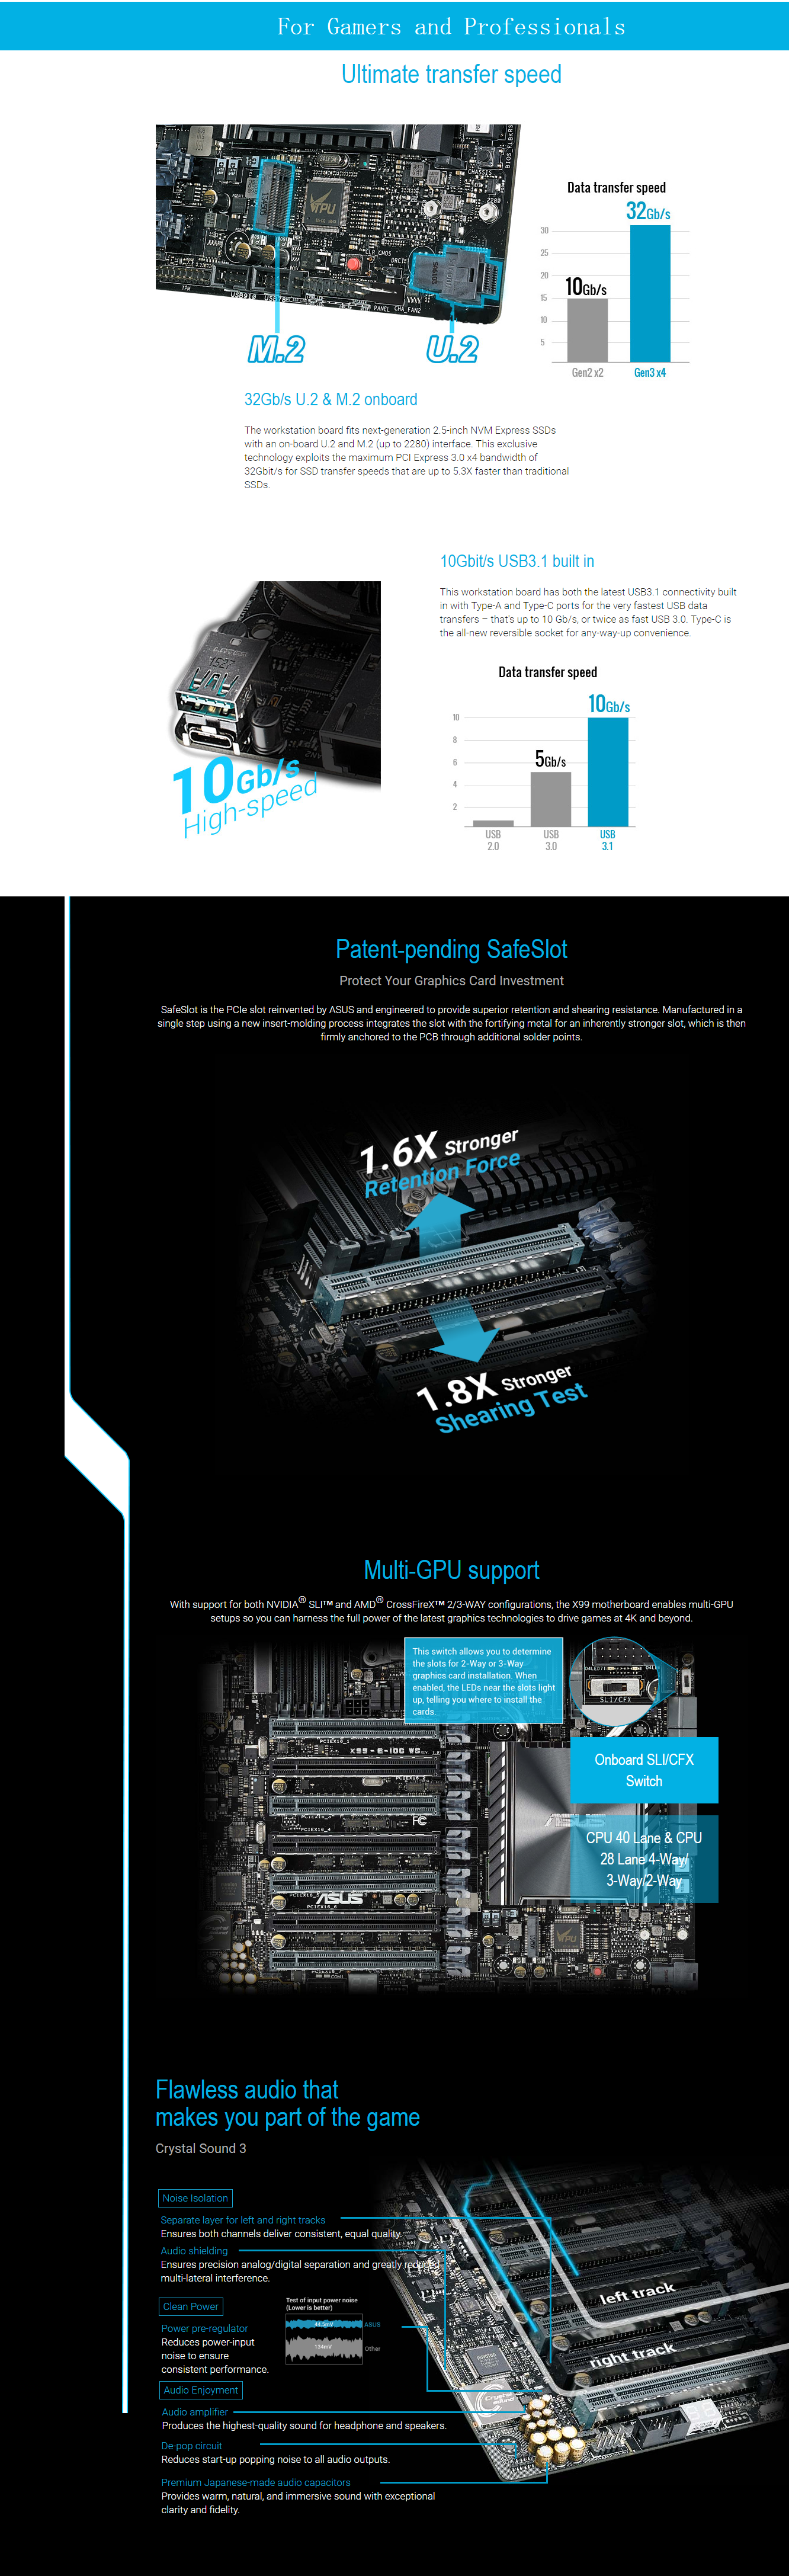 For Gamers and Professionals
Ultimate transfer speed
Data transfer speed
32Gb/s
30
25
20
10Gb/s
15
10
5
Gen2 x2
Gen3 x4
CLR_CMOS
M.2
U.2
32Gb/s U.2 & M.2 onboard
The workstation board fits next-generation 2.5-inch NVM Express SSDs
with an on-board U.2 and M.2 (up to 2280) interface. This exclusive
technology exploits the maximum PCI Express 3.0 x4 bandwidth of
32Gbit/s for SSD transfer speeds that are up to 5.3X faster than traditional
SSDs.
10Gbit/s USB3.1 built in
This workstation board has both the latest USB3.1 connectivity built
in with Type-A and Type-C ports for the very fastest USB data
transfers – that's up to 10 Gb/s, or twice as fast USB 3.0. Type-C is
the all-new reversible socket for any-way-up convenience.
Data transfer speed
10Gb/s
10
8
6
5Gb/s
4
2
USB
2.0
USB
3.0
USB
3.1
10Gb/s
High-speed
Patent-pending SafeSlot
Protect Your Graphics Card Investment
SafeSlot is the PCIe slot reinvented by ASUS and engineered to provide superior retention and shearing resistance. Manufactured in a
single step using a new insert-molding process integrates the slot with the fortifying metal for an inherently stronger slot, which is then
firmly anchored to the PCB through additional solder points.
1.6X Stronger
Retention Force
1.8X Stronger
Shearing Test
Multi-GPU support
With support for both NVIDIA® SLI™ and AMD® CrossFireX™ 2/3-WAY configurations, the X99 motherboard enables multi-GPU
setups so you can harness the full power of the latest graphics technologies to drive games at 4K and beyond.
This switch allows you to determine
the slots for 2-Way or 3-Way
graphics card installation. When
enabled, the LEDs near the slots light
up, telling you where to install the
cards.
SLI/CFX
X99-E-10G WS
Onboard SLI/CFX
Switch
CPU 40 Lane & CPU
28 Lane 4-Way/
3-Way/2-Way
ASUS
Flawless audio that
makes you part of the game
Crystal Sound 3
Noise Isolation
Separate layer for left and right tracks
Ensures both channels deliver consistent, equal quality.
Audio shielding
Ensures precision analog/digital separation and greatly reduced
multi-lateral interference.
left track
right track
Clean Power
Power pre-regulator
Reduces power-input
noise to ensure
consistent performance.
Test of input power noise
(Lower is better)
ASUS
134mV
Other
Audio Enjoyment
Audio amplifier
Produces the highest-quality sound for headphone and speakers.
De-pop circuit
Reduces start-up popping noise to all audio outputs.
Premium Japanese-made audio capacitors
Provides warm, natural, and immersive sound with exceptional
clarity and fidelity.